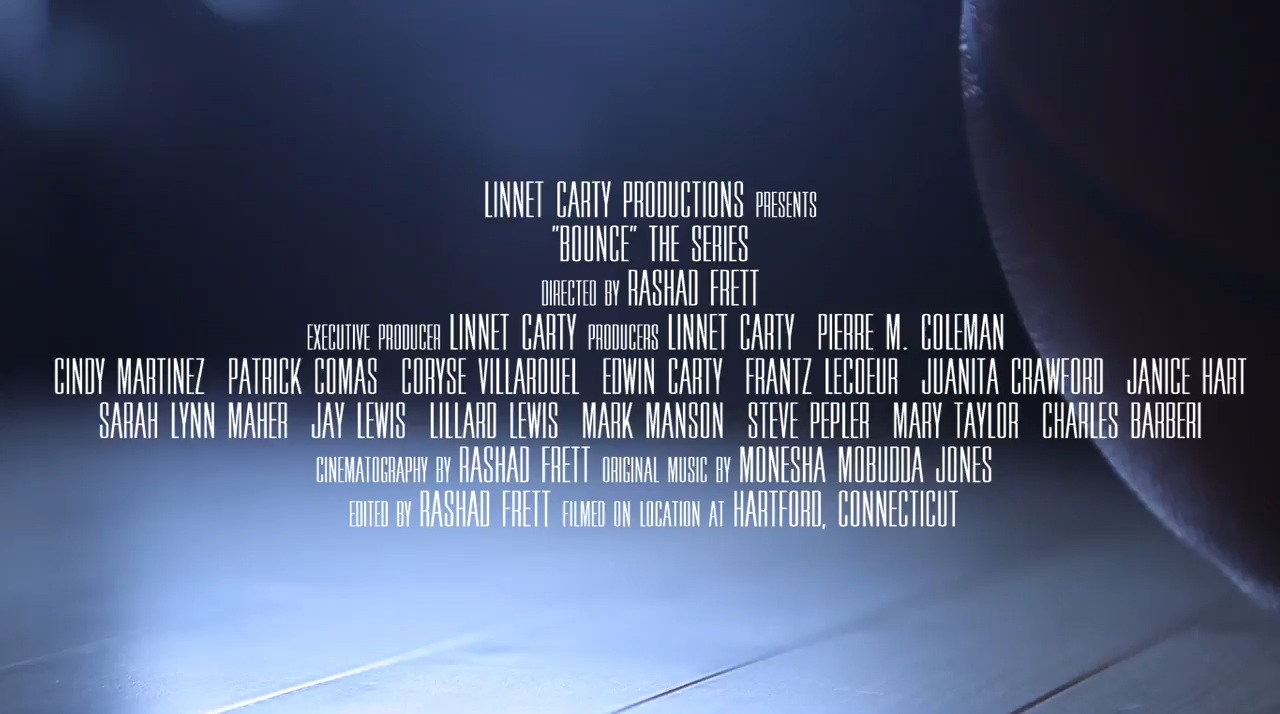 LINNET CARTY PRODUCTIONS PRESENTS
"BOUNCE" THE SERIES
DIRECTED BY RASHAD FRETT
EXECUTIVE PRODUCER LINNET CARTY PRODUCERS LINNET CARTY PIERRE M. COLEMAN
CINDY MARTINEZ PATRICK COMAS CORYSE VILLAROUEL EDWIN CARTY FRANTZ LECOEUR JUANITA CRAWFORD JANICE HART
SARAH LYNN MAHER JAY LEWIS LILLARD LEWIS MARK MANSON STEVE PEPLER MARY TAYLOR CHARLES BARBERI
CINEMATOGRAPHY BY RASHAD FRETT ORIGINAL MUSIC BY MONESHA MOBUDDA JONES
EDITED BY RASHAD FRETT FILMED ON LOCATION AT HARTFORD, CONNECTICUT